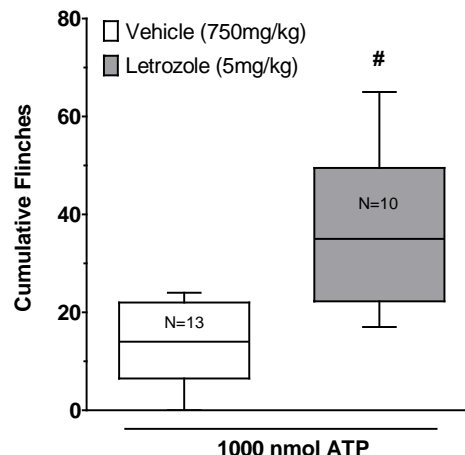 80
Vehicle (750mg/kg)
Letrozole (5mg/kg)
#
60
Cumulative Flinches
N=10
40
N=13
20
0
1000 nmol ATP